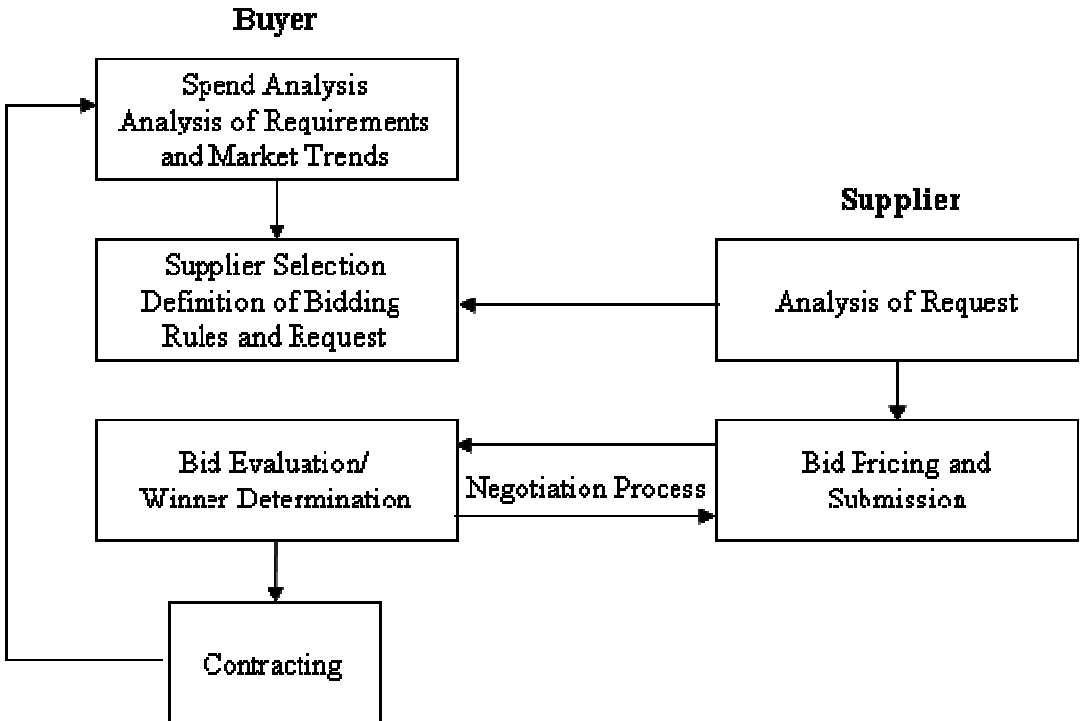 Buyer
Spend Analysis
Analysis of Requirements
and Market Trends
Supplier
Supplier Selection
Definition of Bidding
Rules and Request
Analysis of Request
Bid Evaluation/
Winner Determination
Negotiation Process
Bid Pricing and
Submission
Contracting